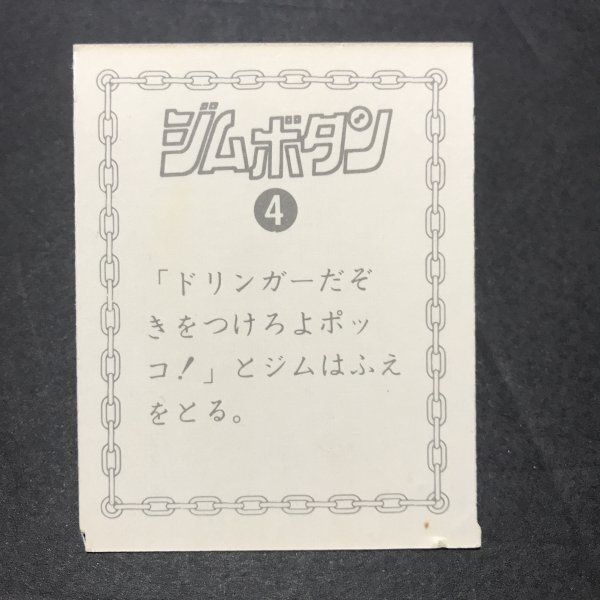 ジムボタン
4
「ドリンガーだぞ
きをつけろよポッ
コ!」とジムはふえ
をとる。